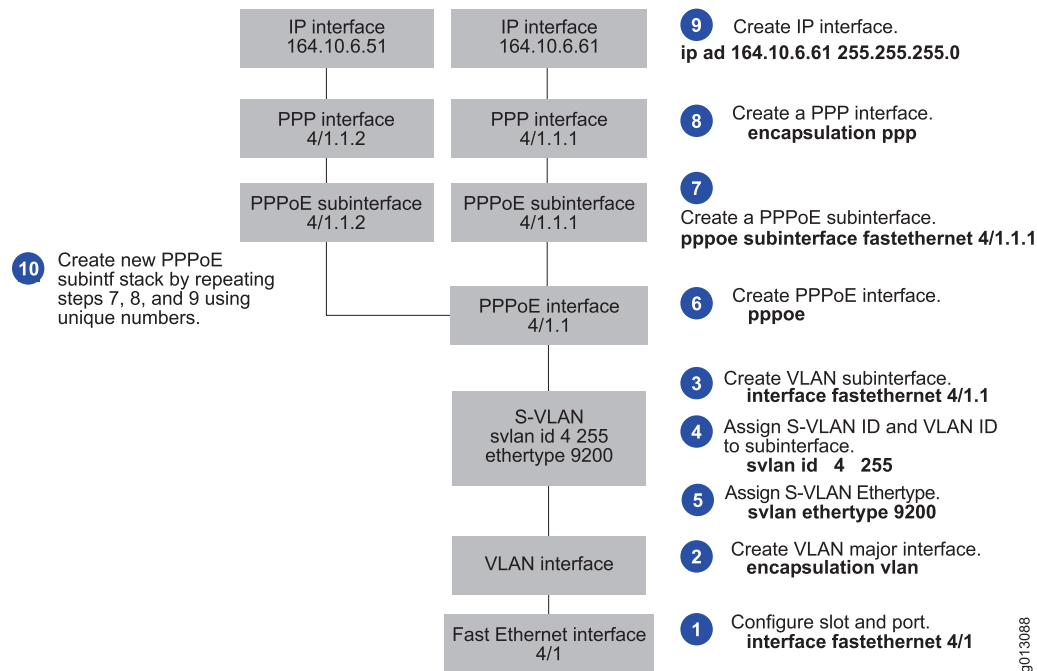 IP interface
164.10.6.51
IP interface
164.10.6.61
9
Create IP interface.
ip ad 164.10.6.61 255.255.255.0
PPP interface
4/1.1.2
PPP interface
4/1.1.1
8
Create a PPP interface.
encapsulation ppp
PPPoE subinterface
4/1.1.2
PPPoE subinterface
4/1.1.1
7
Create a PPPoE subinterface.
pppoe subinterface fastethernet 4/1.1.1
10
Create new PPPoE
subintf stack by repeating
steps 7, 8, and 9 using
unique numbers.
PPPoE interface
4/1.1
6
Create PPPoE interface.
pppoe
S-VLAN
svlan id 4 255
ethertype 9200
3
Create VLAN subinterface.
interface fastethernet 4/1.1
4
Assign S-VLAN ID and VLAN ID
to subinterface.
svlan id 4 255
5
Assign S-VLAN Ethertype.
svlan ethertype 9200
VLAN interface
2
Create VLAN major interface.
encapsulation vlan
Fast Ethernet interface
4/1
1
Configure slot and port.
interface fastethernet 4/1
g013088